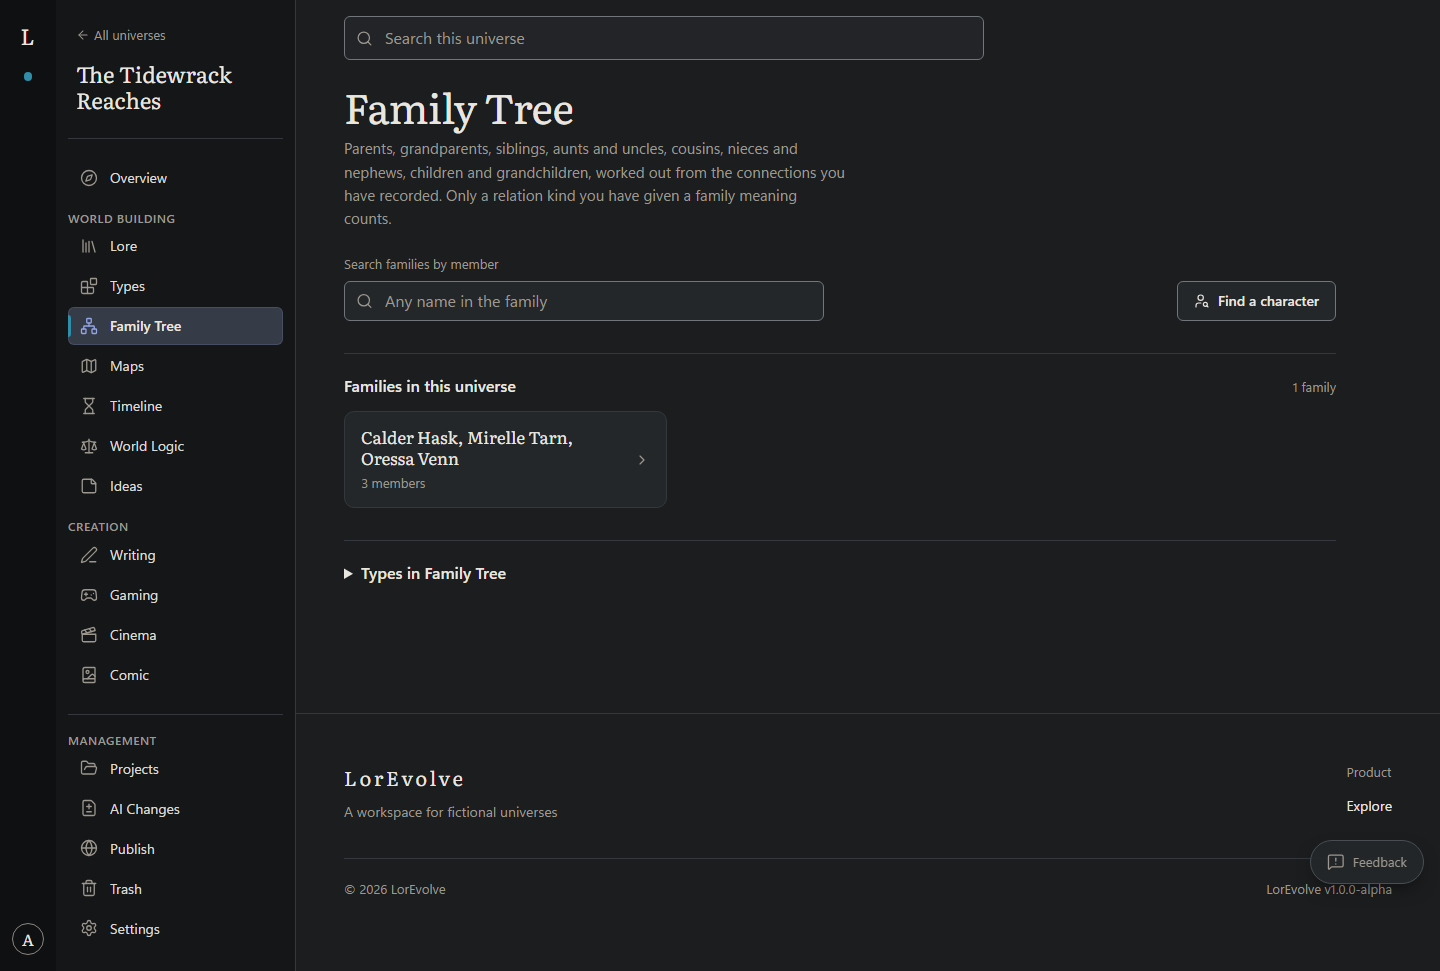 L
← All universes
The Tidewrack
Reaches
Overview
WORLD BUILDING
Lore
Types
Family Tree
Maps
Timeline
World Logic
Ideas
CREATION
Writing
Gaming
Cinema
Comic
MANAGEMENT
Projects
AI Changes
Publish
Trash
Settings
A
Search this universe
Family Tree
Parents, grandparents, siblings, aunts and uncles, cousins, nieces and
nephews, children and grandchildren, worked out from the connections you
have recorded. Only a relation kind you have given a family meaning
counts.
Search families by member
Any name in the family
Find a character
Families in this universe
1 family
Calder Hask, Mirelle Tarn,
Oressa Venn
3 members
Types in Family Tree
LorEvolve
A workspace for fictional universes
Product
Explore
Feedback
© 2026 LorEvolve
LorEvolve v1.0.0-alpha